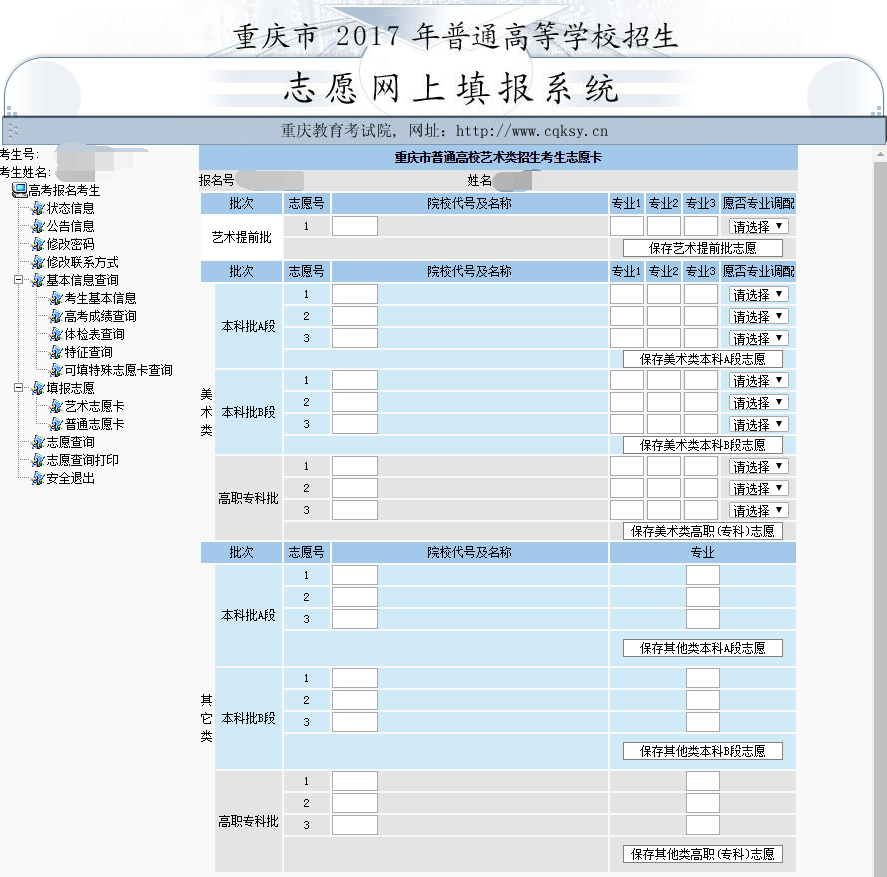 重庆市 2017 年普通高等学校招生
志愿网上填报系统
重庆教育考试院, 网址: http://www.cqksy.cn
考生号:
考生姓名:
高考报名考生
状态信息
公告信息
修改密码
修改联系方式
基本信息查询
考生基本信息
高考成绩查询
体检表查询
特征查询
可填特殊志愿卡查询
填报志愿
艺术志愿卡
普通志愿卡
志愿查询
志愿查询打印
安全退出
重庆市普通高校艺术类招生考生志愿卡
报名号 姓名
批次 志愿号 院校代号及名称 专业1 专业2 专业3 愿否专业调配
艺术提前批
1 请选择
保存艺术提前批志愿
批次 志愿号 院校代号及名称 专业1 专业2 专业3 愿否专业调配
美术类
本科批A段
1 请选择
2 请选择
3 请选择
保存美术类本科A段志愿
本科批B段
1 请选择
2 请选择
3 请选择
保存美术类本科B段志愿
高职专科批
1 请选择
2 请选择
3 请选择
保存美术类高职(专科)志愿
批次 志愿号 院校代号及名称 专业
其它类
本科批A段
1
2
3
保存其他类本科A段志愿
本科批B段
1
2
3
保存其他类本科B段志愿
高职专科批
1
2
3
保存其他类高职(专科)志愿